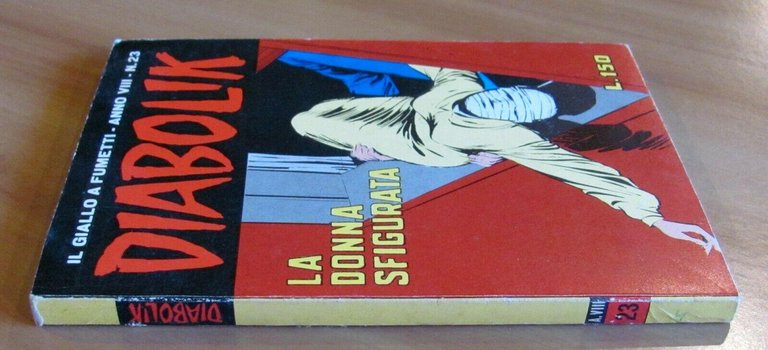 IL GIALLO A FUMETTI - ANNO VIII - N.23
DIABOLIK
L.150
LA
DONNA
SFIGURATA
DIABOLIK
A. VIII
23